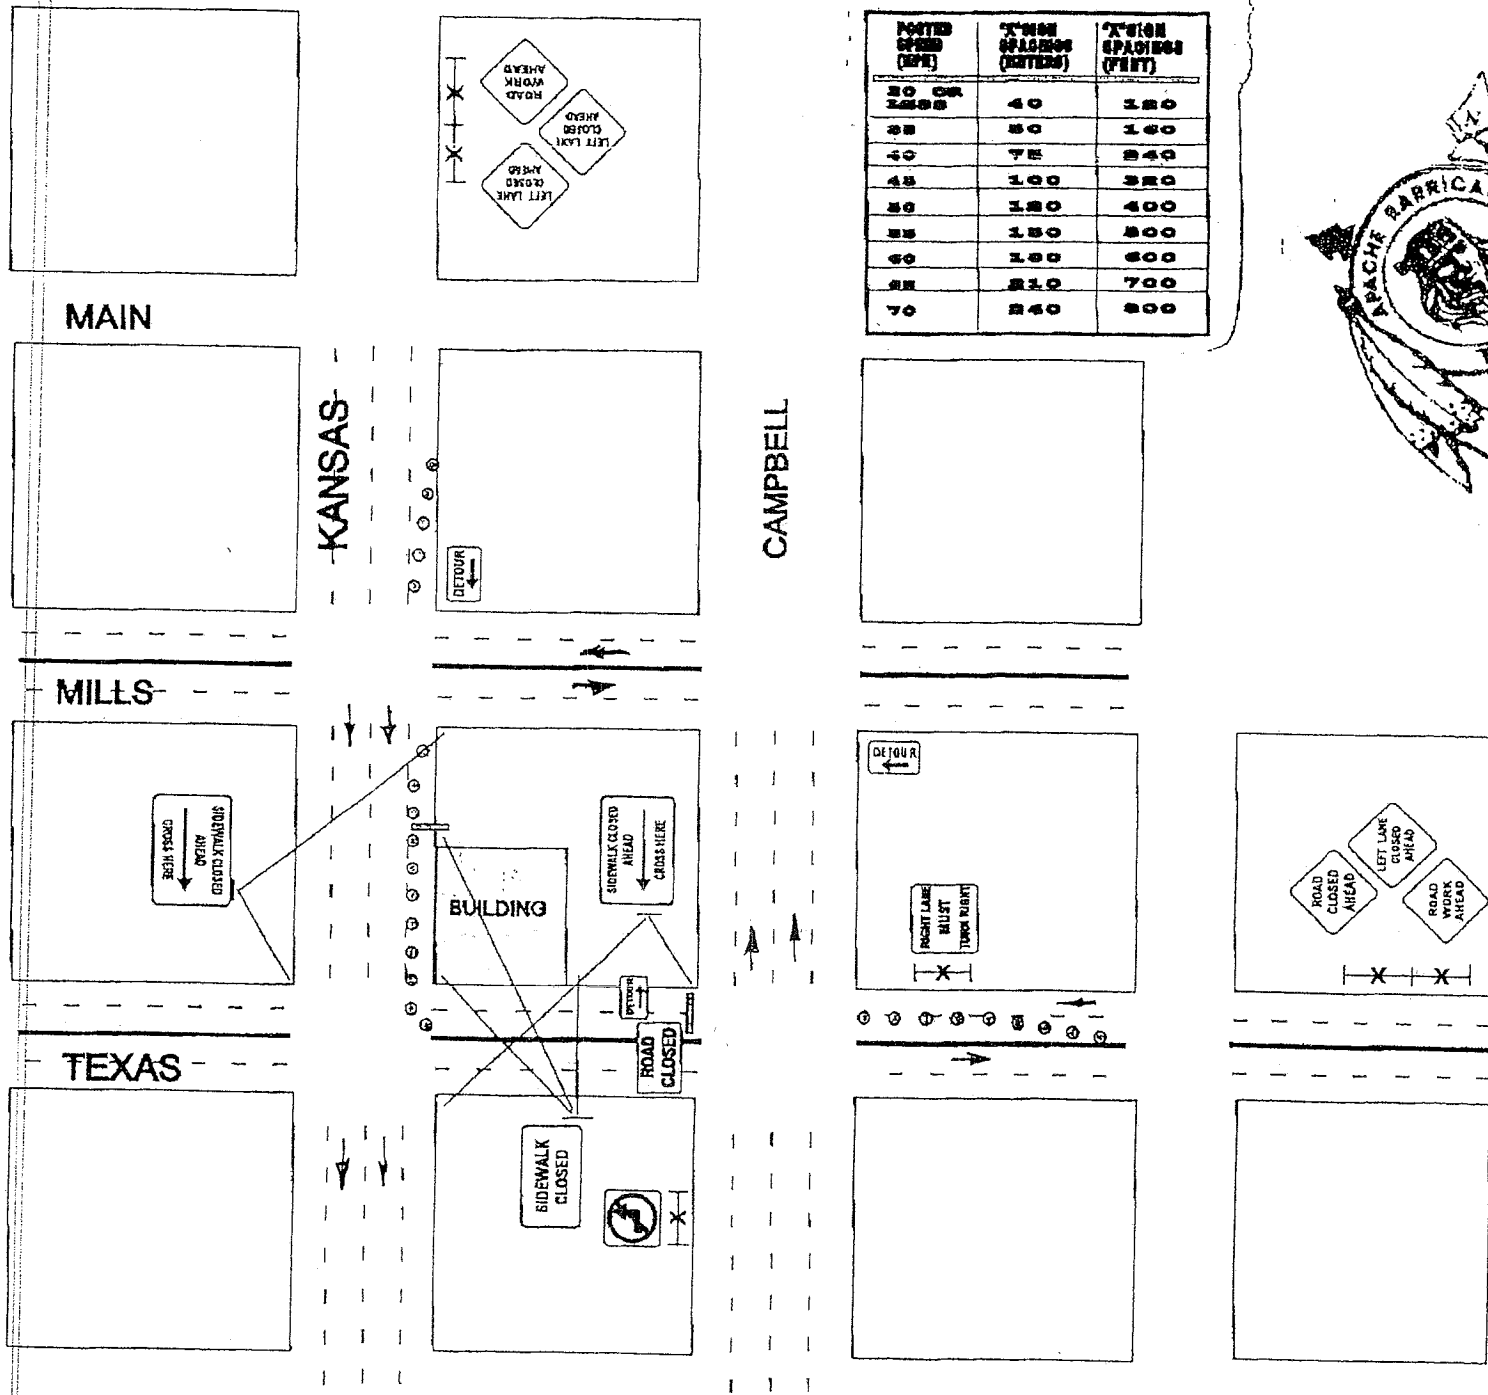 ROAD
WORK
AHEAD
LEFT LANE
CLOSED
AHEAD
LEFT LANE
CLOSED
AHEAD
POSTED SPEED (MPH) "X" SIGN SPACINGS (METERS) "X" SIGN SPACINGS (FEET)
30 OR LESS 40 120
35 50 160
40 75 240
45 100 320
50 120 400
55 150 500
60 180 600
65 210 700
70 240 800
APACHE BARRICA
N
MAIN
KANSAS
CAMPBELL
DETOUR
MILLS
SIDEWALK CLOSED
AHEAD
CROSS HERE
SIDEWALK CLOSED
AHEAD
CROSS HERE
BUILDING
DETOUR
RIGHT LANE
MUST
TURN RIGHT
X
LEFT LANE
CLOSED
AHEAD
ROAD
CLOSED
AHEAD
ROAD
WORK
AHEAD
X X
DETOUR
ROAD
CLOSED
TEXAS
SIDEWALK
CLOSED
X
X
X